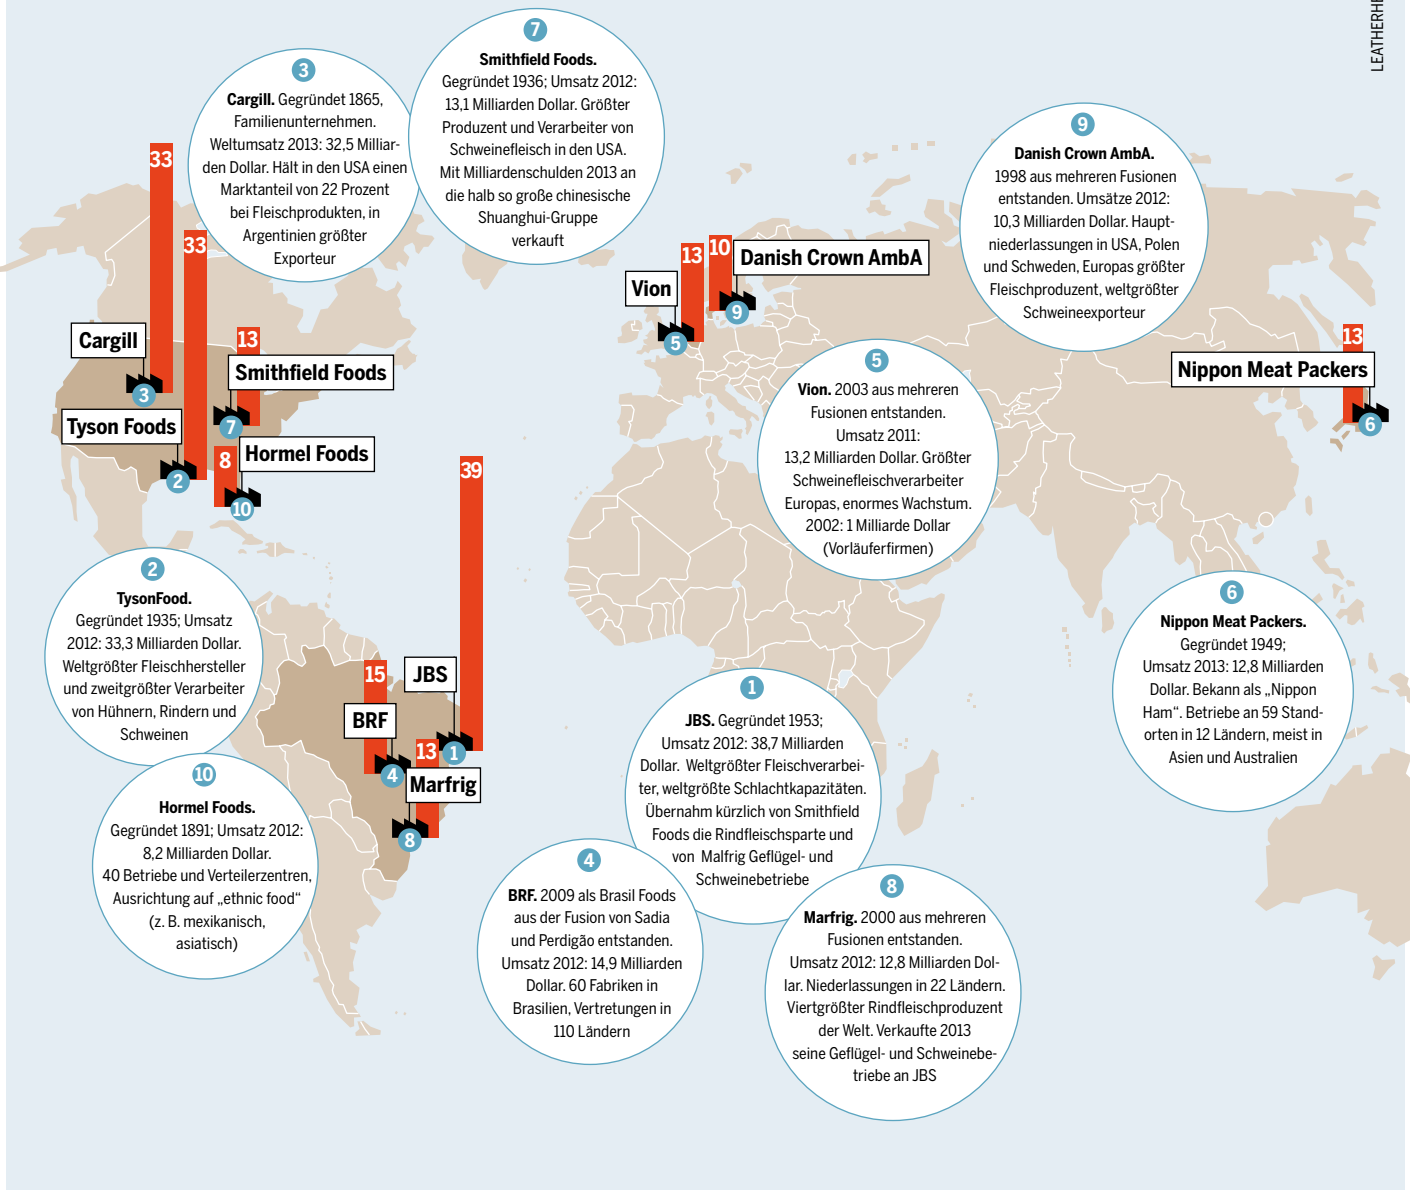 LEATHERHE
7
Smithfield Foods.
Gegründet 1936; Umsatz 2012:
13,1 Milliarden Dollar. Größter
Produzent und Verarbeiter von
Schweinefleisch in den USA.
Mit Milliardenschulden 2013 an
die halb so große chinesische
Shuanghui-Gruppe
verkauft
3
Cargill. Gegründet 1865,
Familienunternehmen.
Weltumsatz 2013: 32,5 Milliar-
den Dollar. Hält in den USA einen
Marktanteil von 22 Prozent
bei Fleischprodukten, in
Argentinien größter
Exporteur
9
Danish Crown AmbA.
1998 aus mehreren Fusionen
entstanden. Umsätze 2012:
10,3 Milliarden Dollar. Haupt-
niederlassungen in USA, Polen
und Schweden, Europas größter
Fleischproduzent, weltgrößter
Schweineexporteur
33
33
Cargill
3
13
Smithfield Foods
7
Tyson Foods
2
8
Hormel Foods
10
13
10
Danish Crown AmbA
9
Vion
5
13
Nippon Meat Packers
6
5
Vion. 2003 aus mehreren
Fusionen entstanden.
Umsatz 2011:
13,2 Milliarden Dollar. Größter
Schweinefleischverarbeiter
Europas, enormes Wachstum.
2002: 1 Milliarde Dollar
(Vorläuferfirmen)
2
TysonFood.
Gegründet 1935; Umsatz
2012: 33,3 Milliarden Dollar.
Weltgrößter Fleischhersteller
und zweitgrößter Verarbeiter
von Hühnern, Rindern und
Schweinen
39
JBS
1
15
BRF
4
13
Marfrig
8
6
Nippon Meat Packers.
Gegründet 1949;
Umsatz 2013: 12,8 Milliarden
Dollar. Bekann als „Nippon
Ham“. Betriebe an 59 Stand-
orten in 12 Ländern, meist in
Asien und Australien
1
JBS. Gegründet 1953;
Umsatz 2012: 38,7 Milliarden
Dollar. Weltgrößter Fleischverarbei-
ter, weltgrößte Schlachtkapazitäten.
Übernahm kürzlich von Smithfield
Foods die Rindfleischsparte und
von Malfrig Geflügel- und
Schweinebetriebe
10
Hormel Foods.
Gegründet 1891; Umsatz 2012:
8,2 Milliarden Dollar.
40 Betriebe und Verteilerzentren,
Ausrichtung auf „ethnic food“
(z. B. mexikanisch,
asiatisch)
4
BRF. 2009 als Brasil Foods
aus der Fusion von Sadia
und Perdigão entstanden.
Umsatz 2012: 14,9 Milliarden
Dollar. 60 Fabriken in
Brasilien, Vertretungen in
110 Ländern
8
Marfrig. 2000 aus mehreren
Fusionen entstanden.
Umsatz 2012: 12,8 Milliarden Dol-
lar. Niederlassungen in 22 Ländern.
Viertgrößter Rindfleischproduzent
der Welt. Verkaufte 2013
seine Geflügel- und Schweinebe-
triebe an JBS